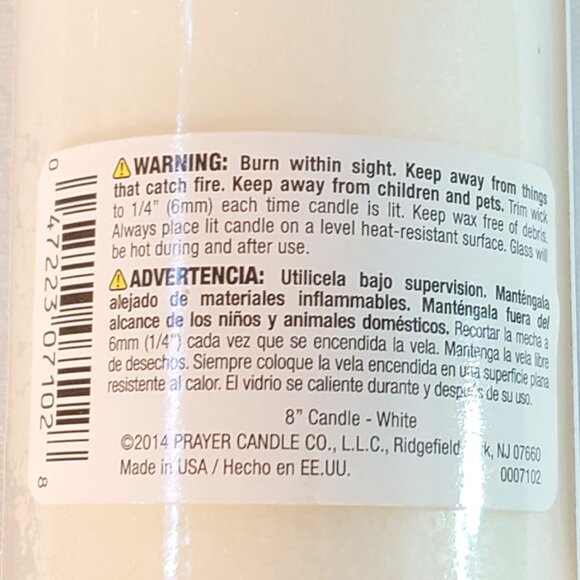 ⚠WARNING: Burn within sight. Keep away from things
that catch fire. Keep away from children and pets. Trim wick
to 1/4" (6mm) each time candle is lit. Keep wax free of debris.
Always place lit candle on a level heat-resistant surface. Glass will
be hot during and after use.
⚠ADVERTENCIA: Utilicela bajo supervision. Manténgala
alejado de materiales inflammables. Manténgala fuera del
alcance de los niños y animales domésticos. Recortar la mecha a
6mm (1/4") cada vez que se encendida la vela. Mantenga la vela libre
de desechos. Siempre coloque la vela encendida en una superficie plana
resistente al calor. El vidrio se caliente durante y después de su uso.
8" Candle - White
©2014 PRAYER CANDLE CO., L.L.C., Ridgefield, NJ 07660
Made in USA / Hecho en EE.UU. 0007102
0 47223 07102 8